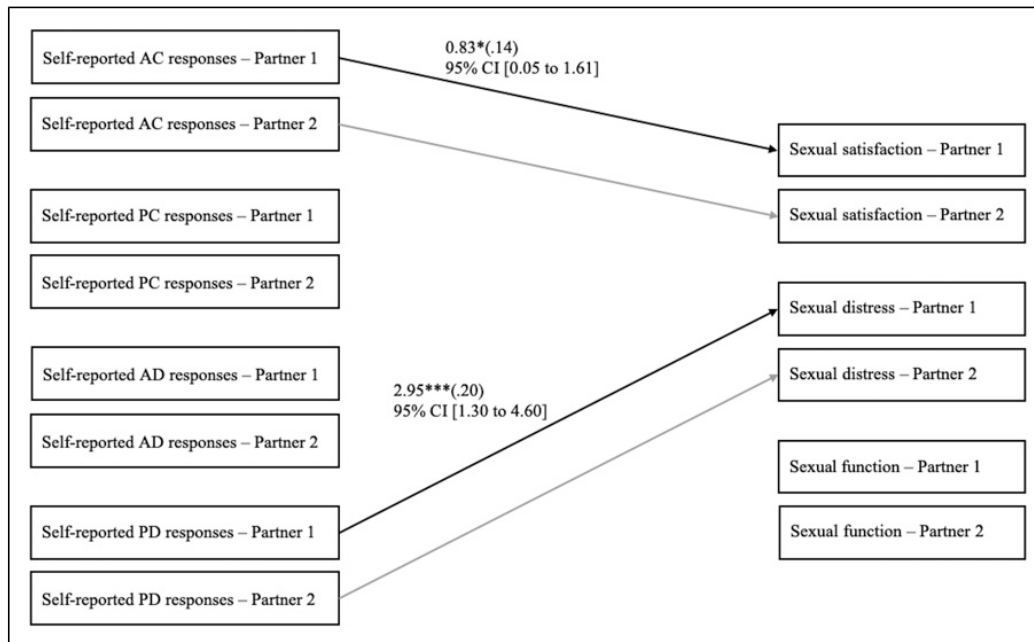 Self-reported AC responses – Partner 1
0.83*(.14)
95% CI [0.05 to 1.61]
Self-reported AC responses – Partner 2
Sexual satisfaction – Partner 1
Self-reported PC responses – Partner 1
Sexual satisfaction – Partner 2
Self-reported PC responses – Partner 2
Sexual distress – Partner 1
Self-reported AD responses – Partner 1
Sexual distress – Partner 2
2.95***(.20)
95% CI [1.30 to 4.60]
Self-reported AD responses – Partner 2
Sexual function – Partner 1
Self-reported PD responses – Partner 1
Sexual function – Partner 2
Self-reported PD responses – Partner 2